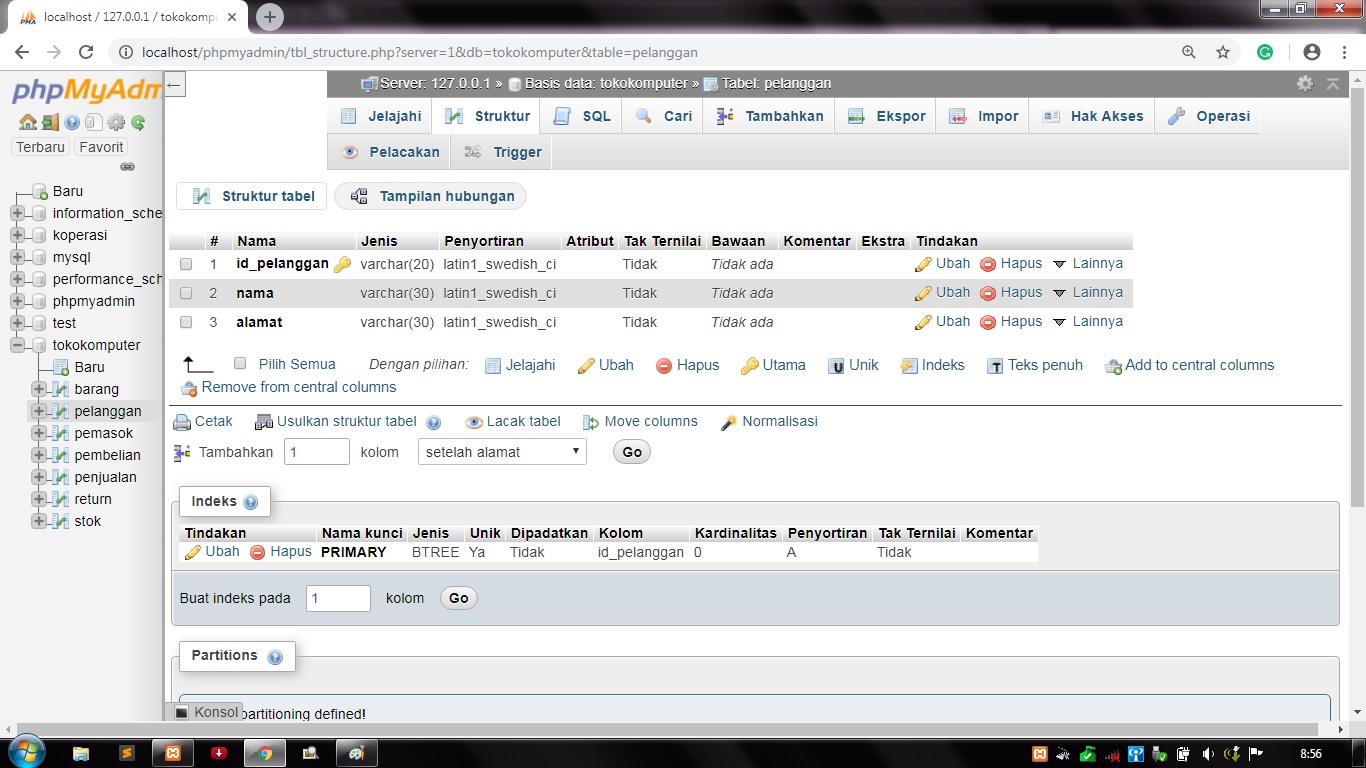 localhost / 127.0.0.1 / tokokomp
localhost/phpmyadmin/tbl_structure.php?server=1&db=tokokomputer&table=pelanggan
phpMyAdm
Terbaru Favorit
Baru
information_sche
koperasi
mysql
performance_sch
phpmyadmin
test
tokokomputer
Baru
barang
pelanggan
pemasok
pembelian
penjualan
return
stok
Server: 127.0.0.1 » Basis data: tokokomputer » Tabel: pelanggan
Jelajahi Struktur SQL Cari Tambahkan Ekspor Impor Hak Akses Operasi
Pelacakan Trigger
Struktur tabel Tampilan hubungan
# Nama Jenis Penyortiran Atribut Tak Ternilai Bawaan Komentar Ekstra Tindakan
1 id_pelanggan varchar(20) latin1_swedish_ci Tidak Tidak ada Ubah Hapus Lainnya
2 nama varchar(30) latin1_swedish_ci Tidak Tidak ada Ubah Hapus Lainnya
3 alamat varchar(30) latin1_swedish_ci Tidak Tidak ada Ubah Hapus Lainnya
Pilih Semua Dengan pilihan: Jelajahi Ubah Hapus Utama Unik Indeks Teks penuh Add to central columns
Remove from central columns
Cetak Usulkan struktur tabel Lacak tabel Move columns Normalisasi
Tambahkan 1 kolom setelah alamat Go
Indeks
Tindakan Nama kunci Jenis Unik Dipadatkan Kolom Kardinalitas Penyortiran Tak Ternilai Komentar
Ubah Hapus PRIMARY BTREE Ya Tidak id_pelanggan 0 A Tidak
Buat indeks pada 1 kolom Go
Partitions
Konsol partitioning defined!
8:56